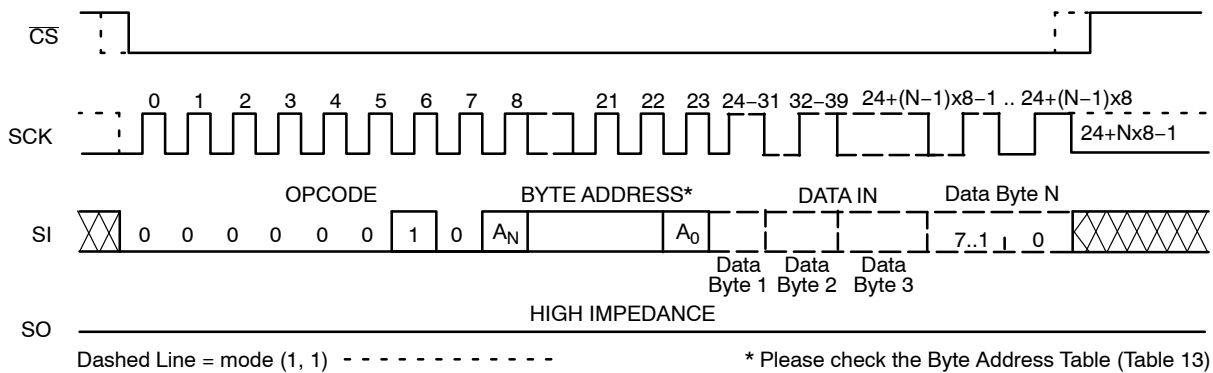 CS
0 1 2 3 4 5 6 7 8 21 22 23 24−31 32−39 24+(N−1)x8−1 .. 24+(N−1)x8
SCK
24+Nx8−1
OPCODE BYTE ADDRESS* DATA IN Data Byte N
SI 0 0 0 0 0 0 1 0 AN A0 7..1 0
Data Byte 1
Data Byte 2
Data Byte 3
HIGH IMPEDANCE
SO
Dashed Line = mode (1, 1)
* Please check the Byte Address Table (Table 13)